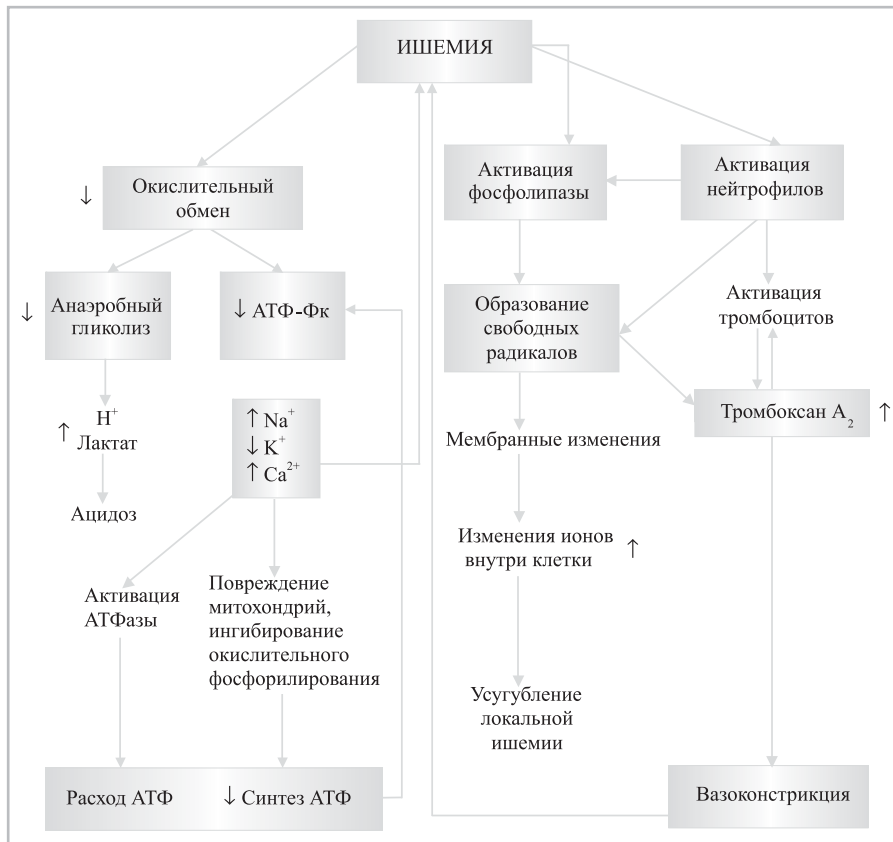 ИШЕМИЯ
↓ Окислительный
обмен
Активация
фосфолипазы
Активация
нейтрофилов
↓ Анаэробный
гликолиз
↓ АТФ-Фк
Образование
свободных
радикалов
Активация
тромбоцитов
↑ H⁺
Лактат
↑ Na⁺
↓ K⁺
↑ Ca²⁺
Тромбоксан A₂ ↑
Мембранные изменения
Ацидоз
Изменения ионов
внутри клетки ↑
Активация
АТФазы
Повреждение
митохондрий,
ингибирование
окислительного
фосфорилирования
Усугубление
локальной
ишемии
Расход АТФ ↓ Синтез АТФ
Вазоконстрикция